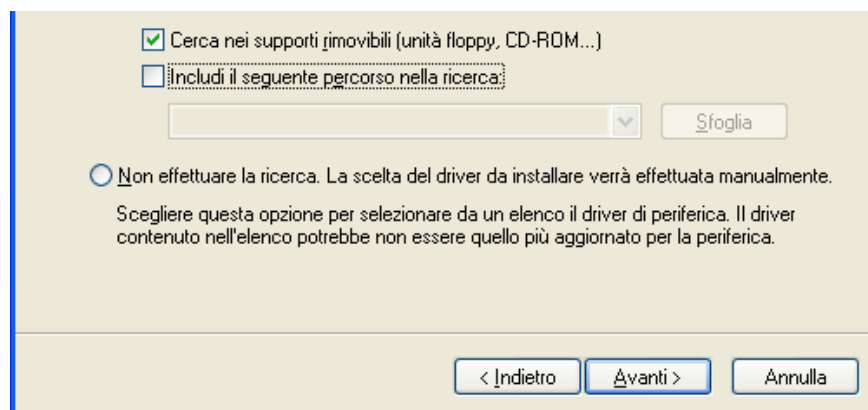 Cerca nei supporti rimovibili (unità floppy, CD-ROM...)
Includi il seguente percorso nella ricerca:
Sfoglia
Non effettuare la ricerca. La scelta del driver da installare verrà effettuata manualmente.
Scegliere questa opzione per selezionare da un elenco il driver di periferica. Il driver
contenuto nell'elenco potrebbe non essere quello più aggiornato per la periferica.
< Indietro
Avanti >
Annulla